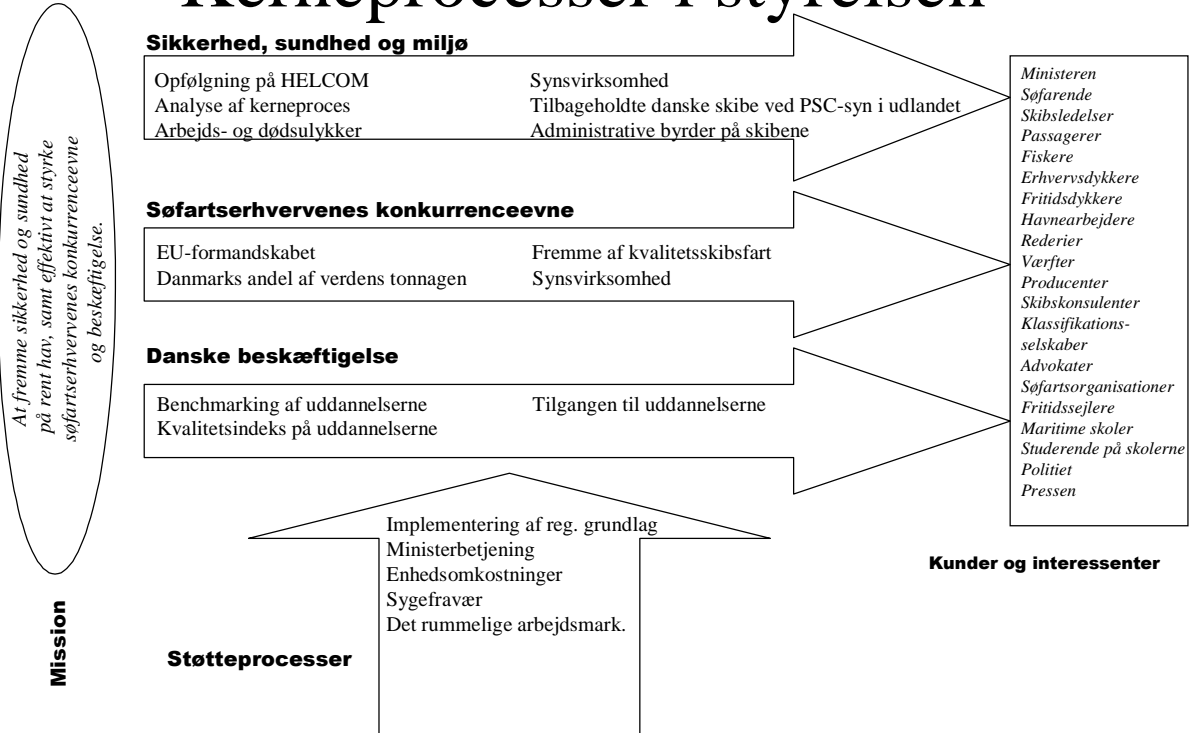 Kerneprocesser i styrelsen
At fremme sikkerhed og sundhed
på rent hav, samt effektivt at styrke
søfartserhvervenes konkurrenceevne
og beskæftigelse.
Mission
Sikkerhed, sundhed og miljø
Opfølgning på HELCOM
Analyse af kerneproces
Arbejds- og dødsulykker
Synsvirksomhed
Tilbageholdte danske skibe ved PSC-syn i udlandet
Administrative byrder på skibene
Søfartserhvervenes konkurrenceevne
EU-formandskabet
Danmarks andel af verdens tonnagen
Fremme af kvalitetsskibsfart
Synsvirksomhed
Danske beskæftigelse
Benchmarking af uddannelserne
Kvalitetsindeks på uddannelserne
Tilgangen til uddannelserne
Implementering af reg. grundlag
Ministerbetjening
Enhedsomkostninger
Sygefravær
Det rummelige arbejdsmark.
Støtteprocesser
Ministeren
Søfarende
Skibsledelser
Passagerer
Fiskere
Erhvervsdykkere
Fritidsdykkere
Havnearbejdere
Rederier
Værfter
Producenter
Skibskonsulenter
Klassifikations-
selskaber
Advokater
Søfartsorganisationer
Fritidssejlere
Maritime skoler
Studerende på skolerne
Politiet
Pressen
Kunder og interessenter